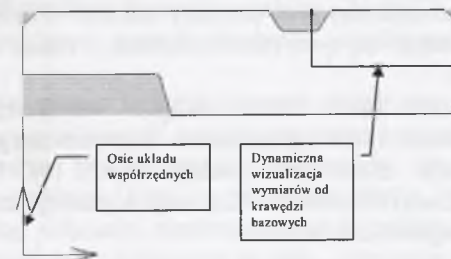 Osie układu
współrzędnych
Dynamiczna
wizualizacja
wymiarów od
krawędzi
bazowych